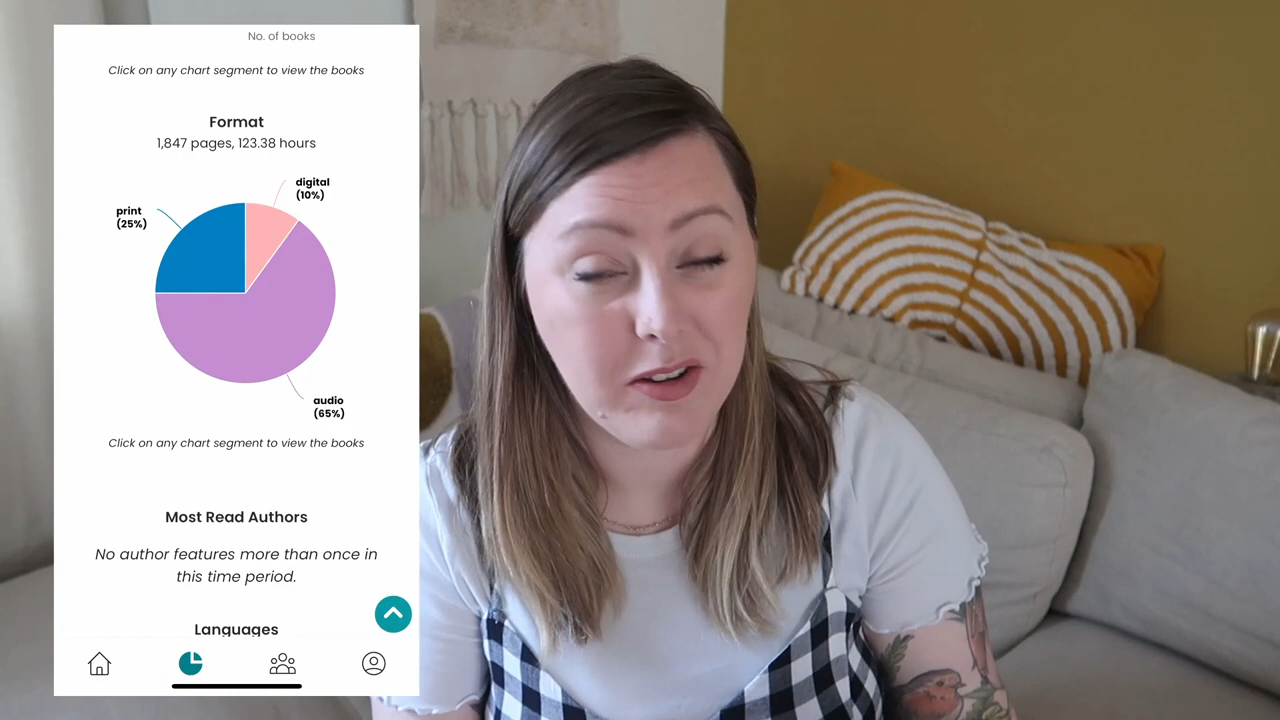 No. of books
Click on any chart segment to view the books
Format
1,847 pages, 123.38 hours
digital
(10%)
print
(25%)
audio
(65%)
Click on any chart segment to view the books
Most Read Authors
No author features more than once in
this time period.
Languages